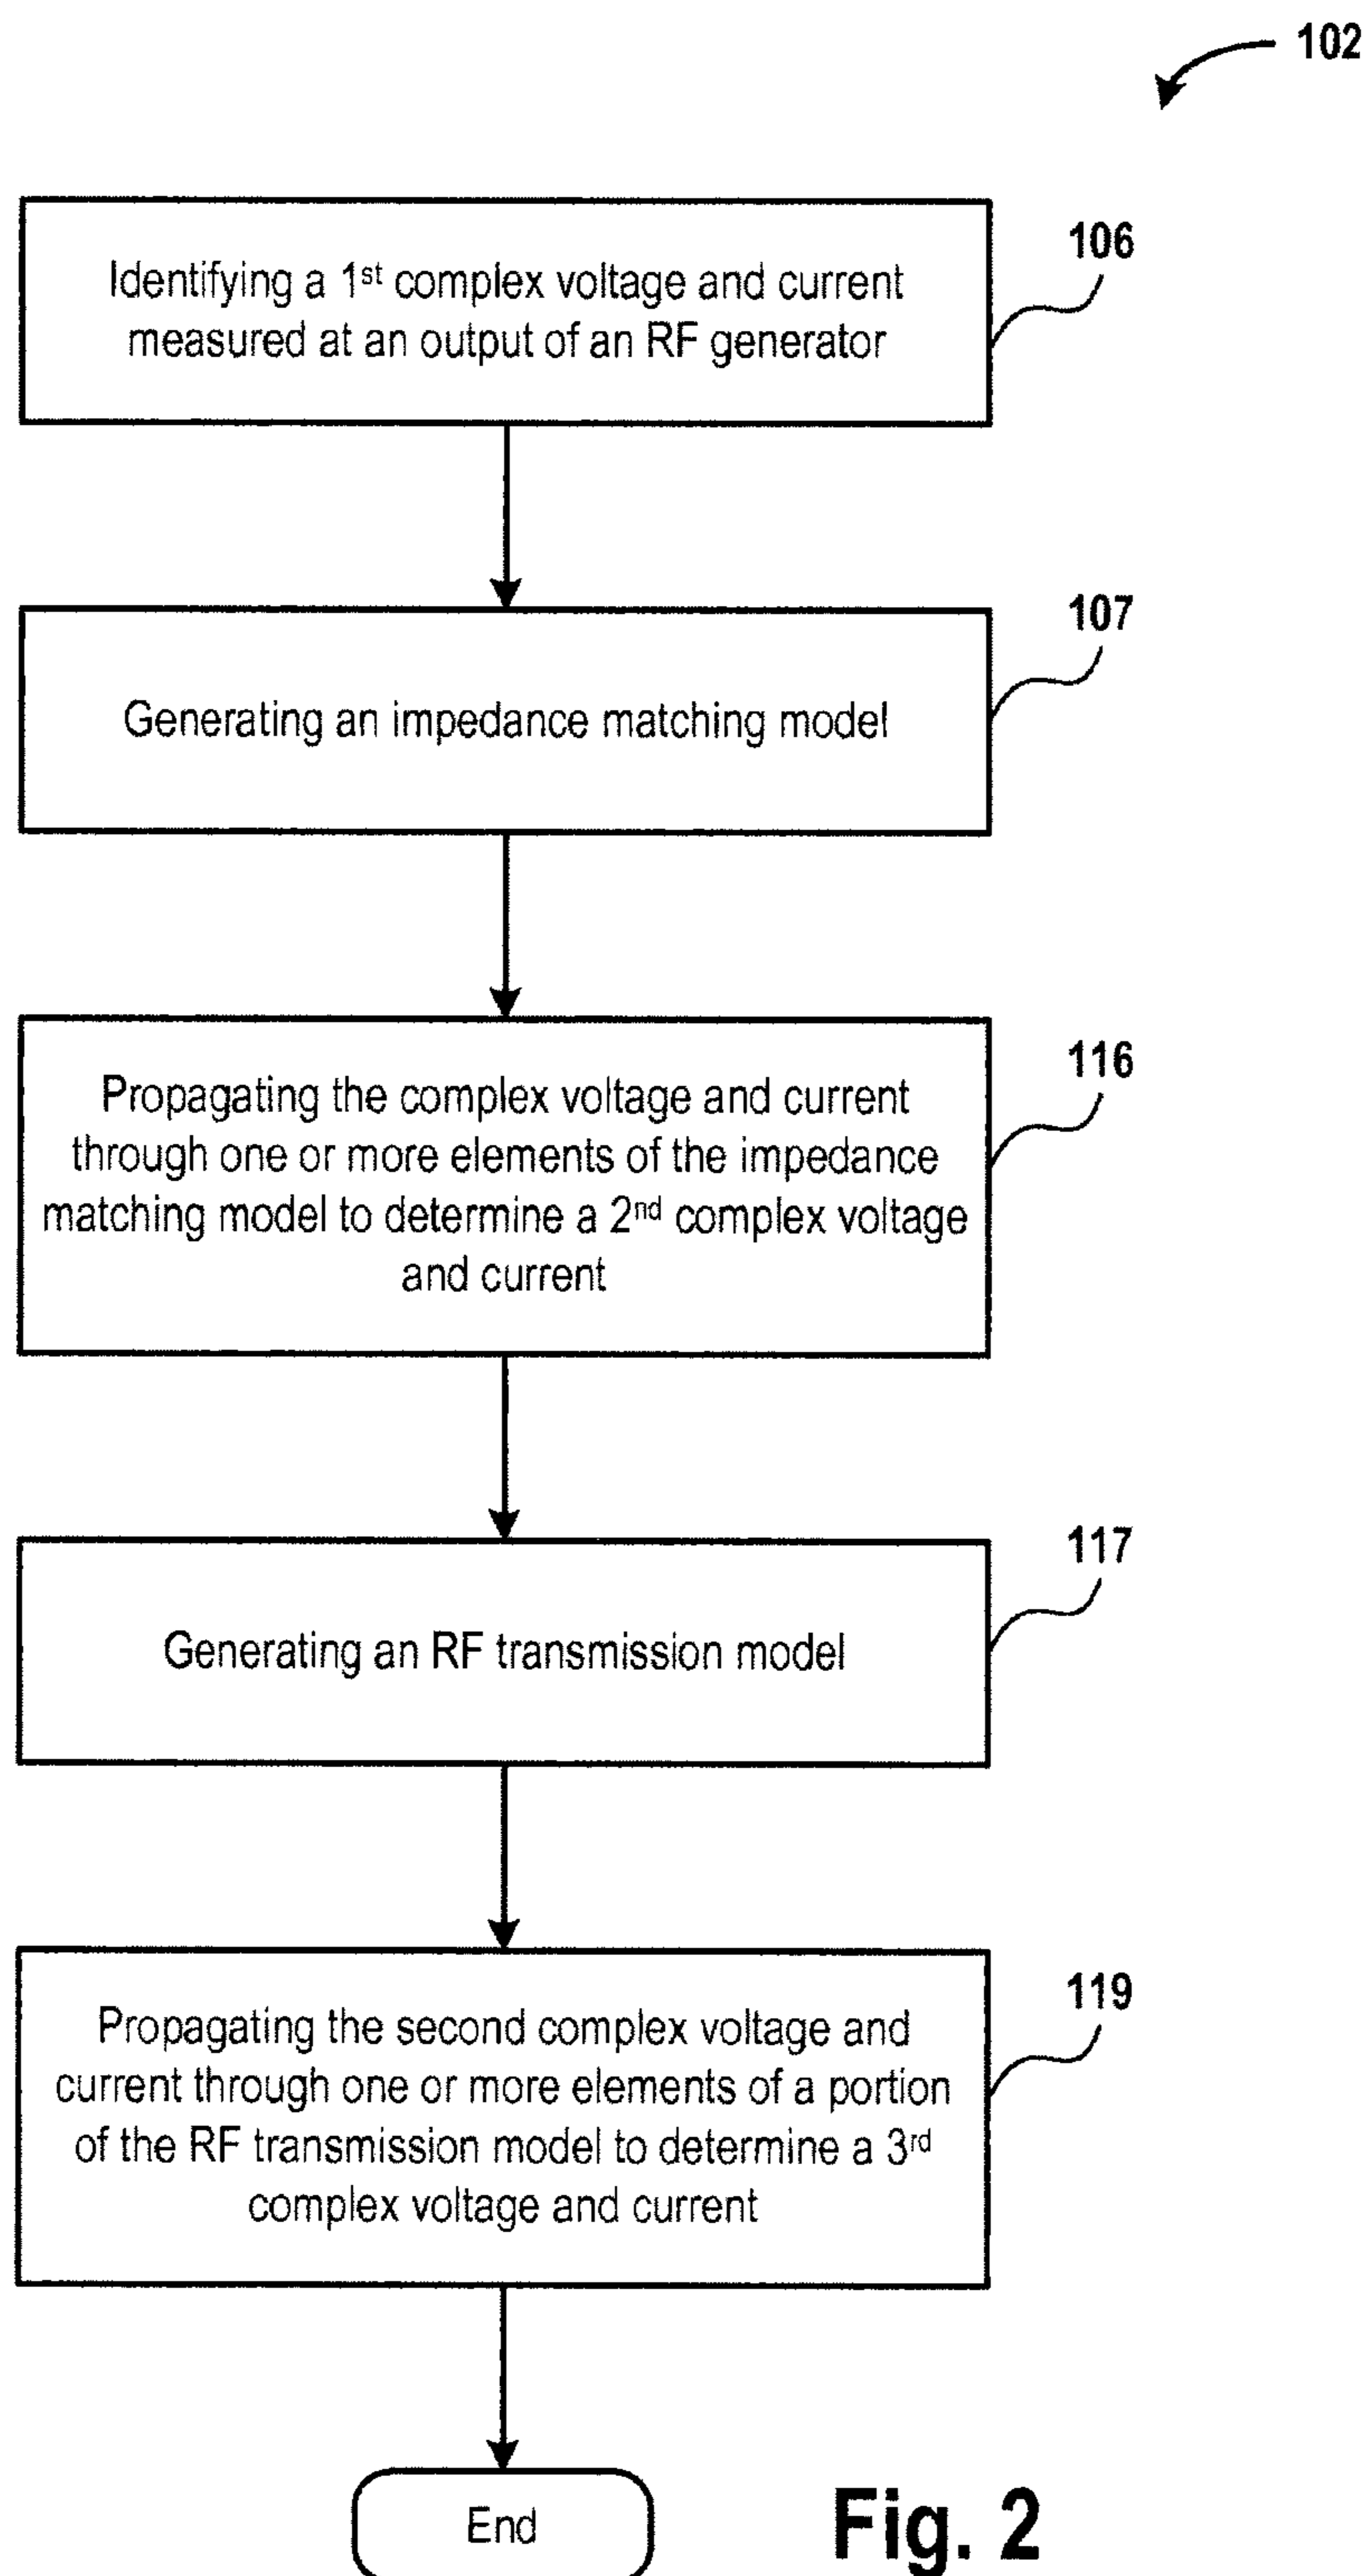 102
106
Identifying a 1st complex voltage and current
measured at an output of an RF generator
107
Generating an impedance matching model
116
Propagating the complex voltage and current
through one or more elements of the impedance
matching model to determine a 2nd complex voltage
and current
117
Generating an RF transmission model
119
Propagating the second complex voltage and
current through one or more elements of a portion
of the RF transmission model to determine a 3rd
complex voltage and current
End
Fig. 2